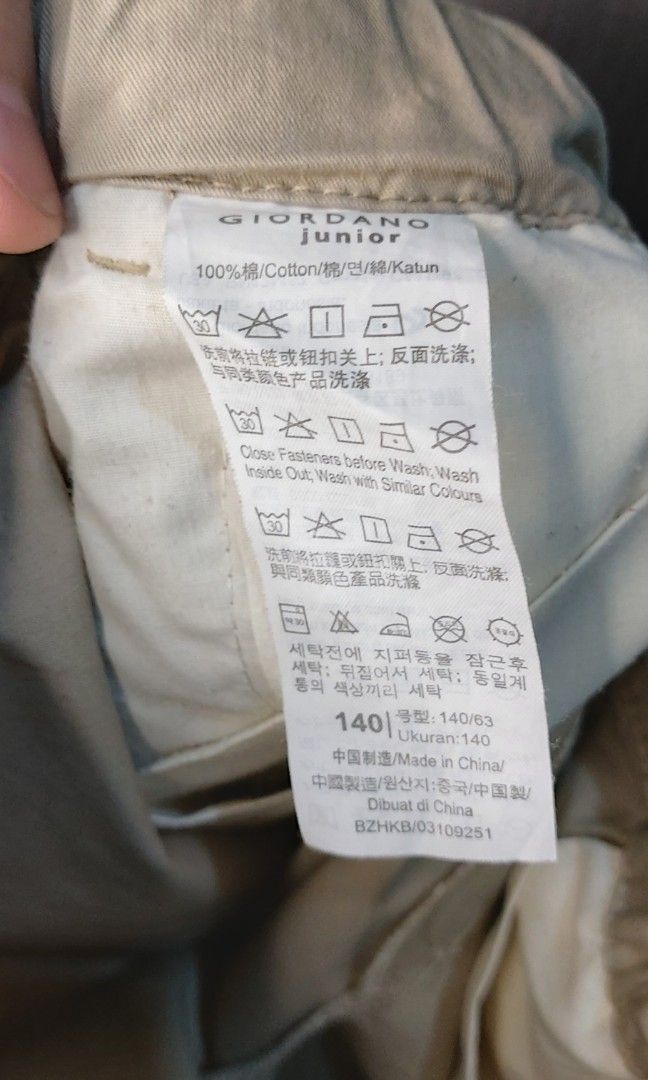 GIORDANO
junior
100%棉/Cotton/棉/면/綿/Katun
30
洗前将拉链或钮扣关上; 反面洗涤;
与同类颜色产品洗涤
30
Close Fasteners before Wash; Wash
Inside Out; Wash with Similar Colours
30
洗前將拉鏈或鈕扣關上; 反面洗滌;
與同類顏色產品洗滌
세탁전에 지퍼등을 잠근후
세탁; 뒤집어서 세탁; 동일계
통의 색상끼리 세탁
140 号型: 140/63
Ukuran:140
中国制造/Made in China/
中國製造/원산지:중국/中国製/
Dibuat di China
BZHKB/03109251